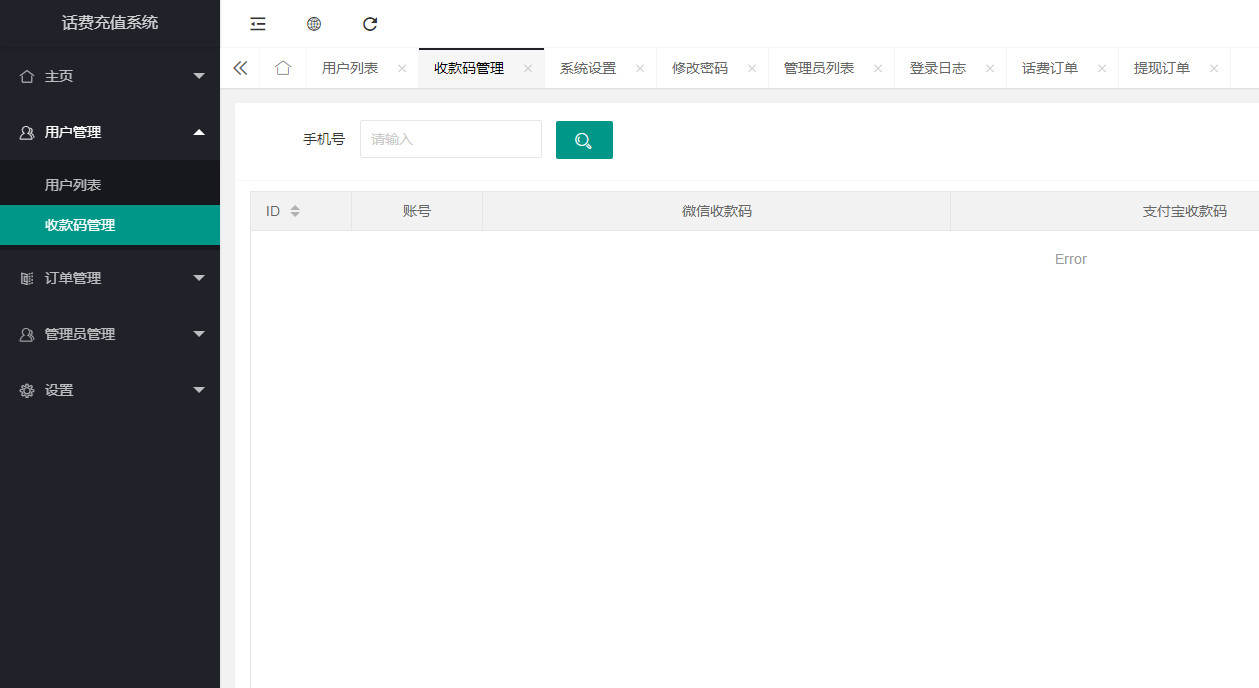 话费充值系统
主页
用户管理
用户列表
收款码管理
订单管理
管理员管理
设置
用户列表
收款码管理
系统设置
修改密码
管理员列表
登录日志
话费订单
提现订单
手机号
请输入
ID
账号
微信收款码
支付宝收款码
Error